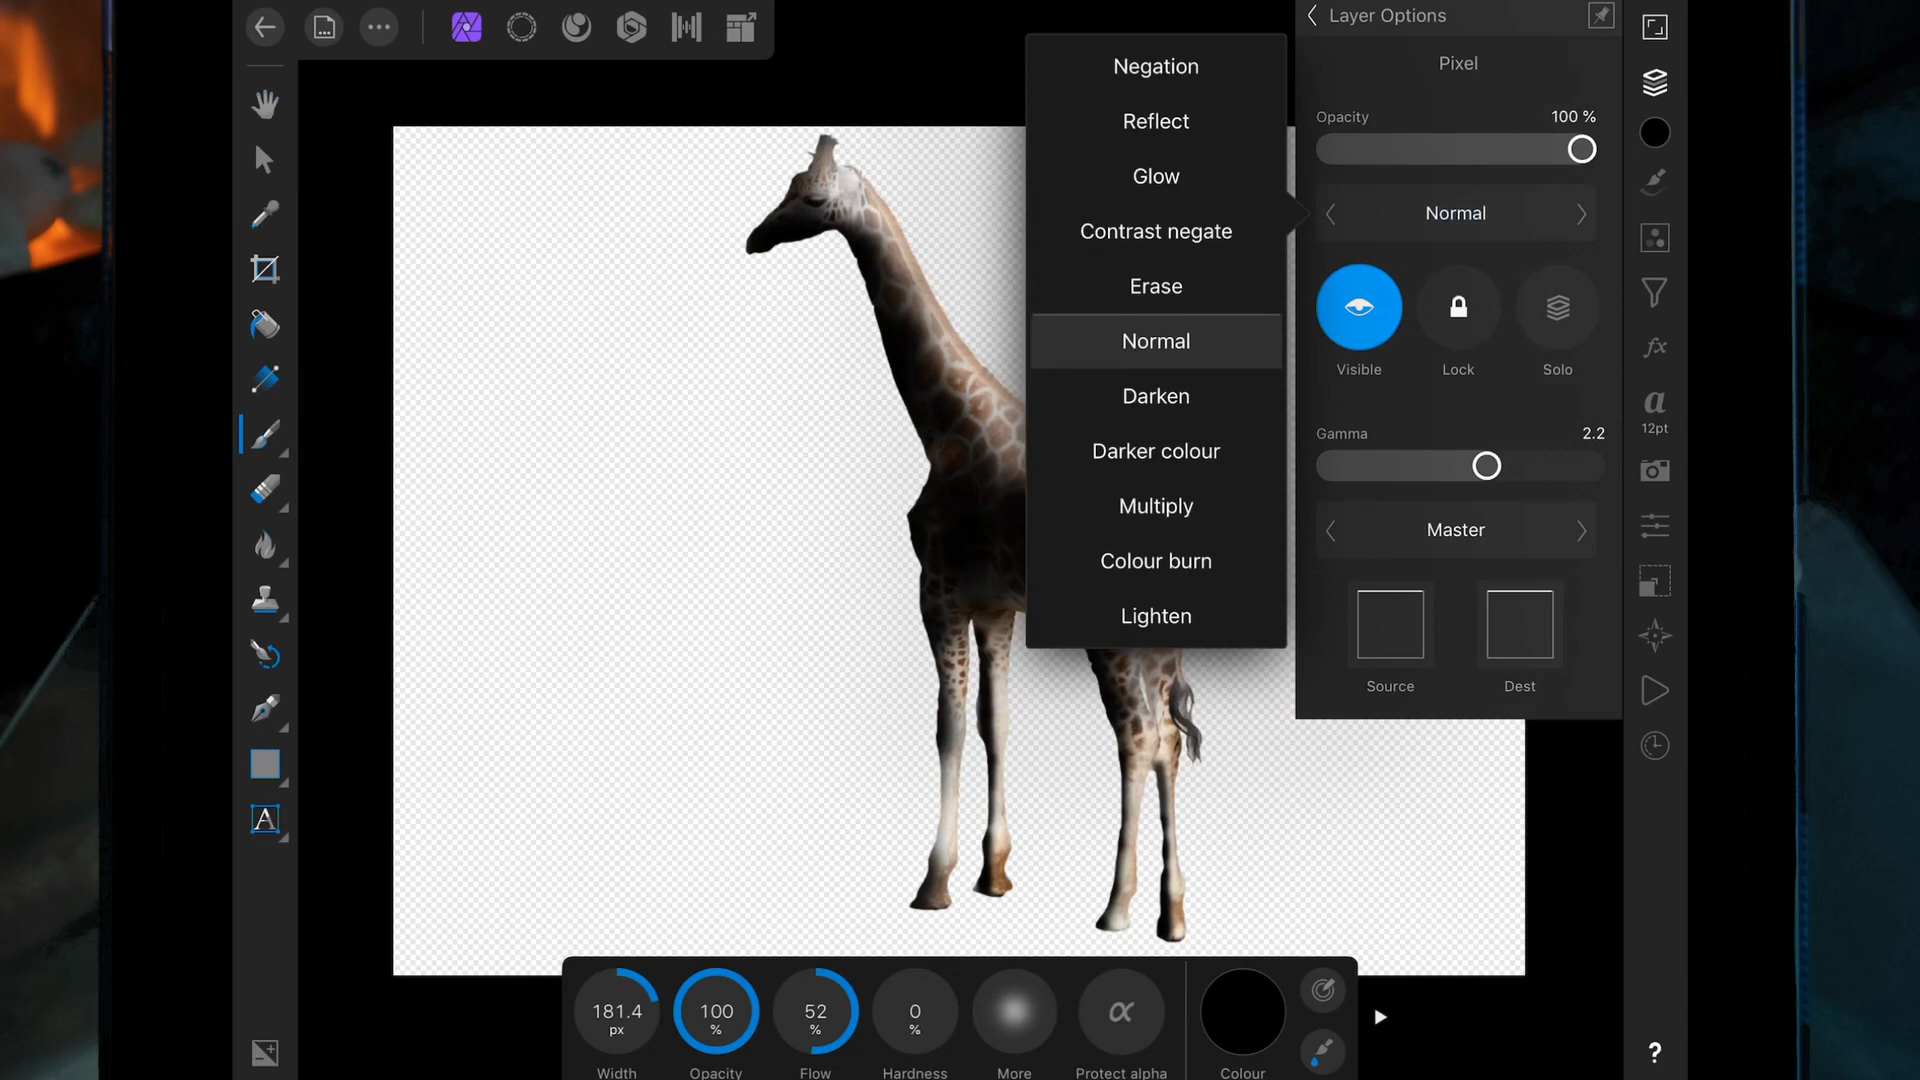 Layer Options
Pixel
Opacity
100 %
Normal
Visible
Lock
Solo
Gamma
2.2
Master
Source
Dest
Negation
Reflect
Glow
Contrast negate
Erase
Normal
Darken
Darker colour
Multiply
Colour burn
Lighten
fx
a
12pt
A
181.4
px
Width
100
%
Opacity
52
%
Flow
0
%
Hardness
More
α
Protect alpha
Colour
?